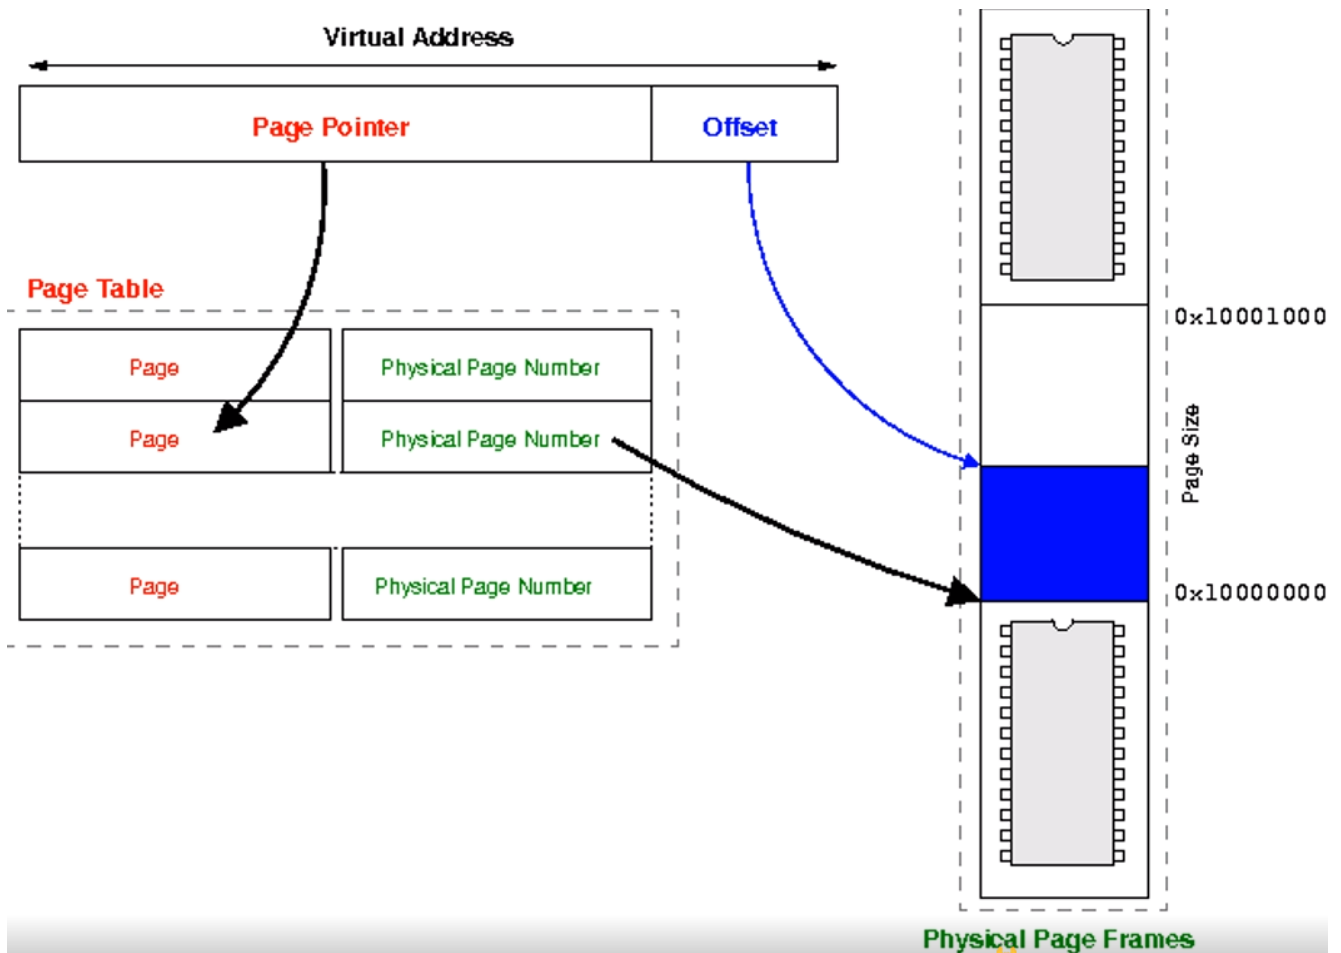 Virtual Address
Page Pointer
Offset
Page Table
Page
Physical Page Number
Page
Physical Page Number
Page
Physical Page Number
0x10001000
Page Size
0x10000000
Physical Page Frames